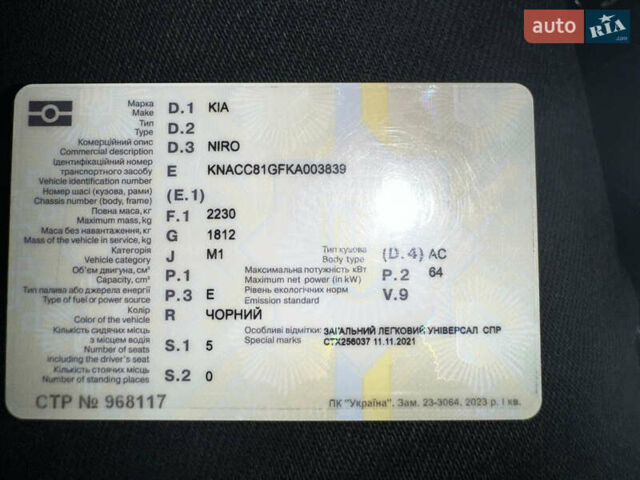 auto RIA.com
Марка D.1 KIA
Make
Тип D.2
Type
Комерційний опис D.3 NIRO
Commercial description
Ідентифікаційний номер
транспортного засобу E KNACC81GFKA003839
Vehicle identification number
Номер шасі (кузова, рами) (E.1)
Chassis number (body, frame)
Повна маса, кг F.1 2230
Maximum mass, kg
Маса без навантаження, кг G 1812
Mass of the vehicle in service, kg
Категорія J M1 Тип кузова (D.4) AC
Vehicle category Body type
Об'єм двигуна, см³ P.1 Максимальна потужність кВт P.2 64
Capacity, cm³ Maximum net power (in kW)
Тип палива або джерела енергії P.3 E Рівень екологічних норм V.9
Type of fuel or power source Emission standard
Колір R ЧОРНИЙ
Color of the vehicle
Кількість сидячих місць Особливі відмітки: ЗАГАЛЬНИЙ ЛЕГКОВИЙ УНІВЕРСАЛ СПР
з місцем водія S.1 5 Special marks СТХ256037 11.11.2021
Number of seats
including the driver's seat
Кількість стоячих місць S.2 0
Number of standing places
СТР № 968117 ПК "Україна". Зам. 23-3064. 2023 р. І кв.